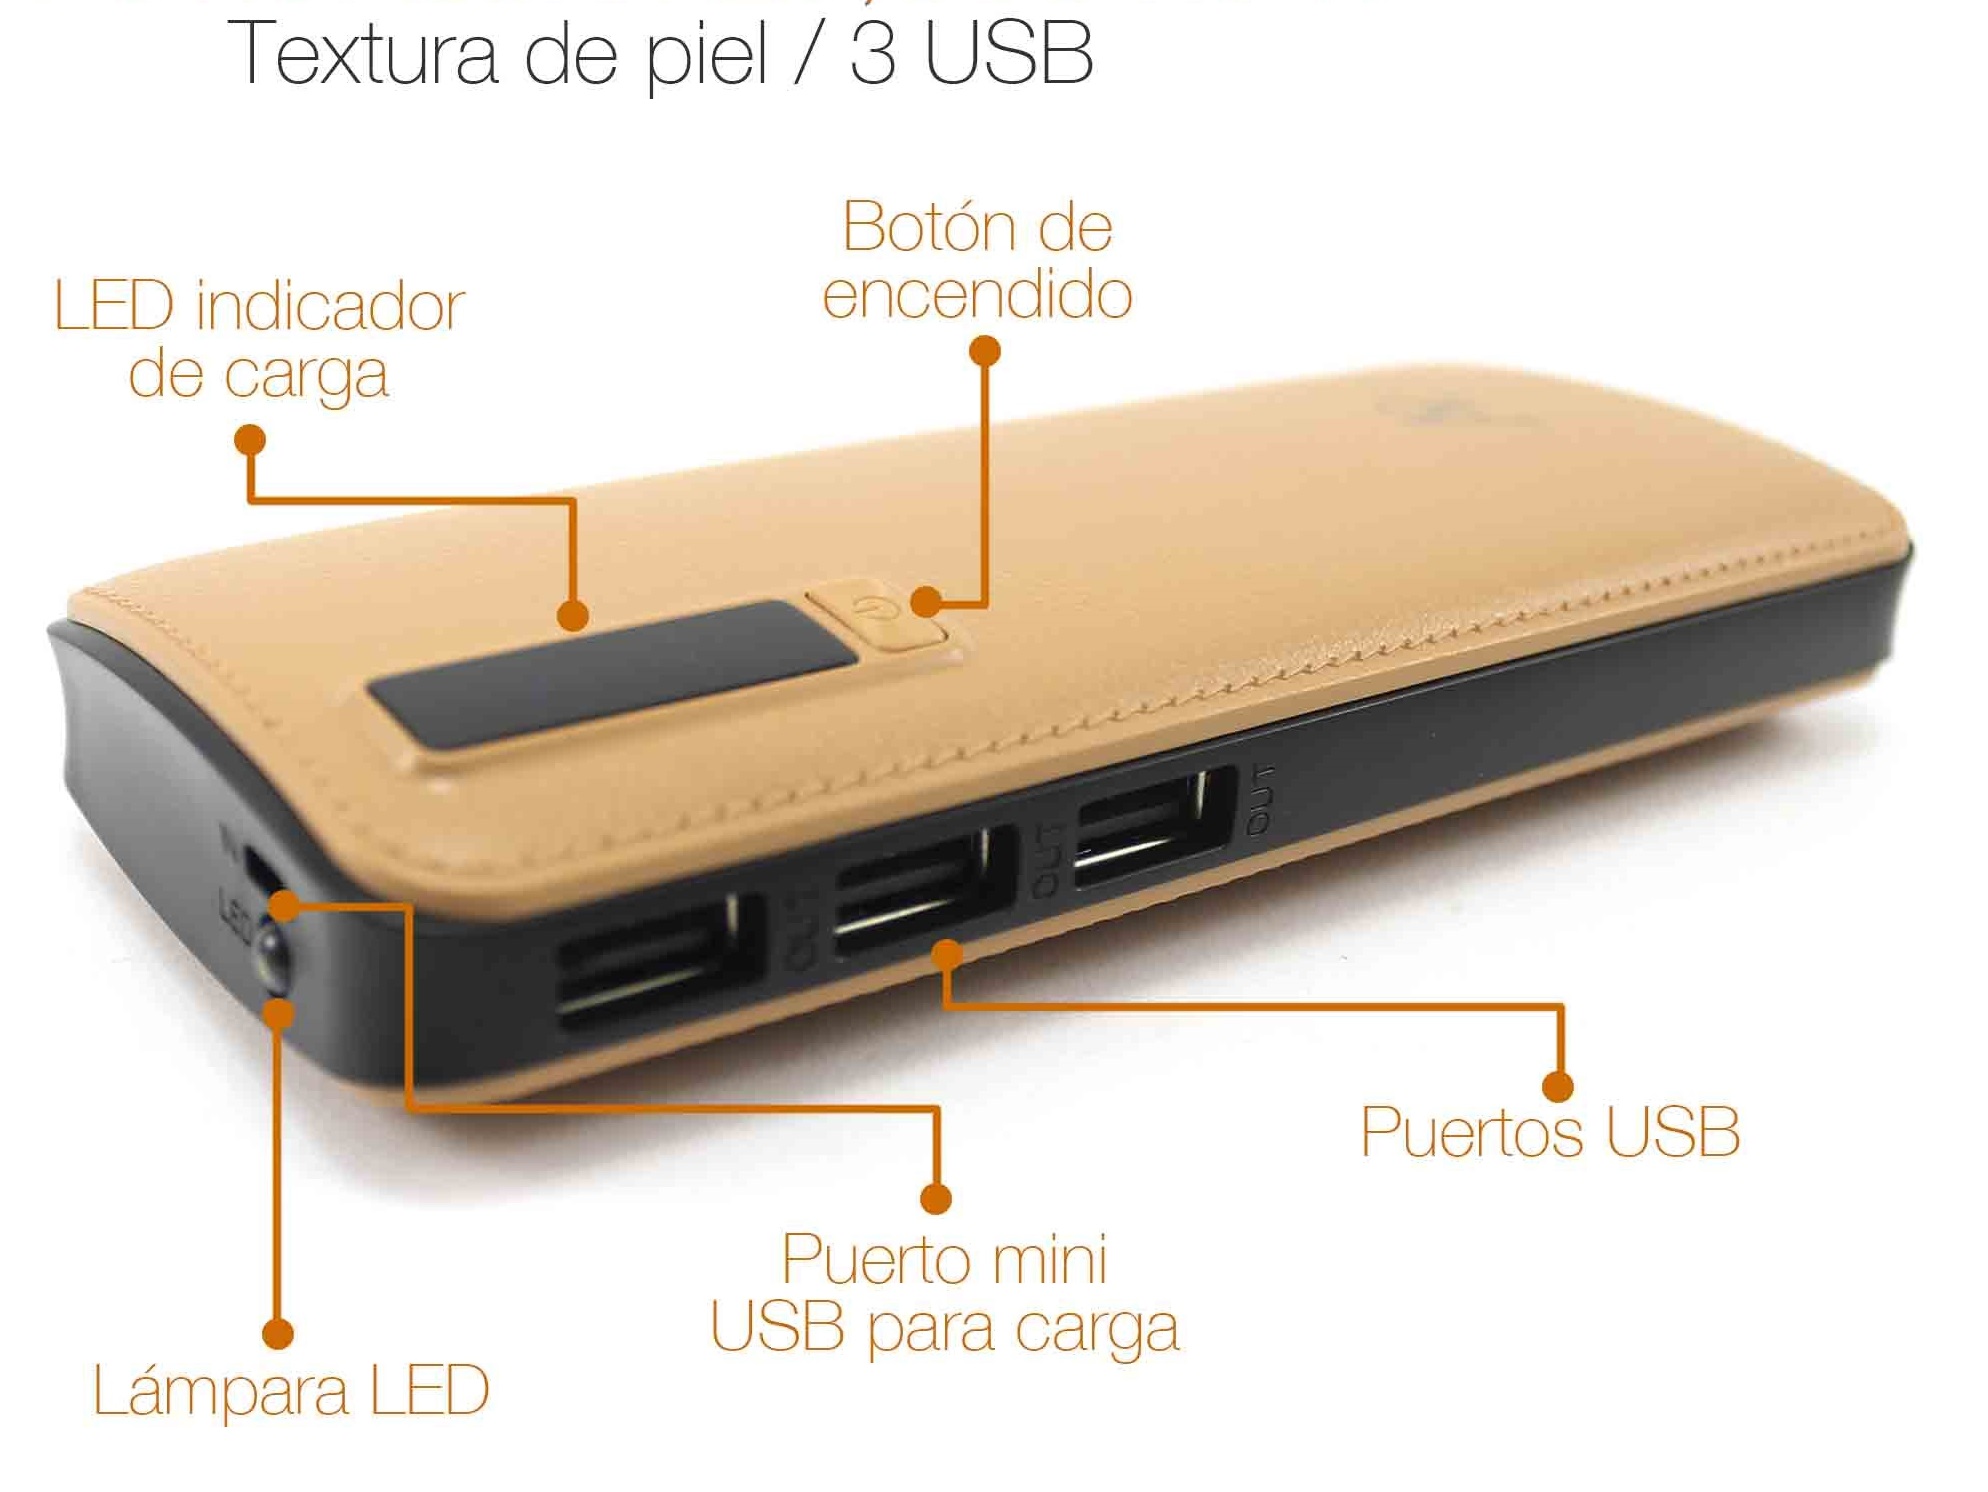 Textura de piel / 3 USB
Botón de
encendido
LED indicador
de carga
IN
LED
OUT
OUT
OUT
Puertos USB
Puerto mini
USB para carga
Lámpara LED